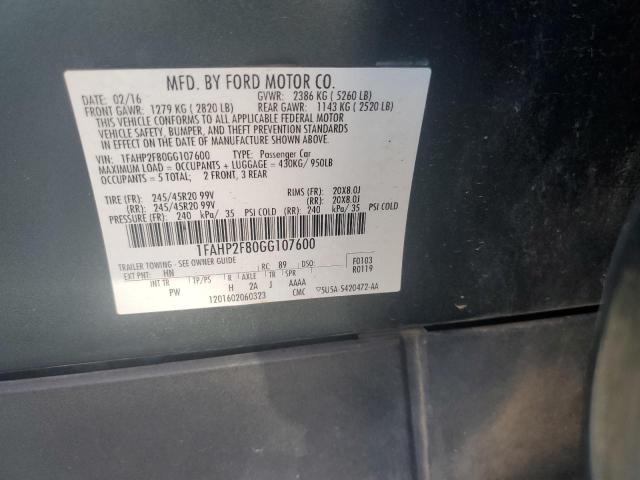 MFD. BY FORD MOTOR CO.
DATE: 02/16 GVWR: 2386 KG ( 5260 LB)
FRONT GAWR: 1279 KG ( 2820 LB) REAR GAWR: 1143 KG ( 2520 LB)
THIS VEHICLE CONFORMS TO ALL APPLICABLE FEDERAL MOTOR
VEHICLE SAFETY, BUMPER, AND THEFT PREVENTION STANDARDS
IN EFFECT ON THE DATE OF MANUFACTURE SHOWN ABOVE.
VIN: 1FAHP2F80GG107600 TYPE: Passenger Car
MAXIMUM LOAD = OCCUPANTS + LUGGAGE = 430KG/ 950LB
OCCUPANTS = 5 TOTAL: 2 FRONT, 3 REAR
TIRE (FR): 245/45R20 99V RIMS (FR): 20X8.0J
(RR): 245/45R20 99V (RR): 20X8.0J
PRESSURE (FR): 240 kPa/ 35 PSI COLD (RR): 240 kPa/ 35 PSI COLD
1FAHP2F80GG107600
TRAILER TOWING - SEE OWNER GUIDE
EXT PNT: HN RC: 89 DSO: F0103
R0119
INT TR TP/PS R AXLE TR SPR
PW H 2A J AAAA
1201602060323 CMC ▽5U5A-5420472-AA